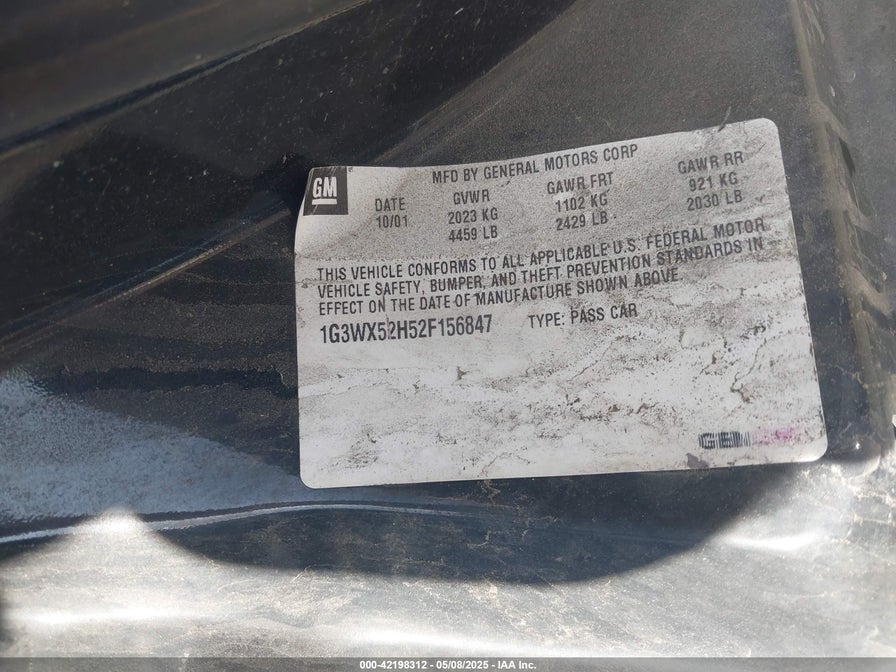 GM
MFD BY GENERAL MOTORS CORP
DATE GVWR GAWR FRT GAWR RR
10/01 2023 KG 1102 KG 921 KG
4459 LB 2429 LB 2030 LB
THIS VEHICLE CONFORMS TO ALL APPLICABLE U.S. FEDERAL MOTOR
VEHICLE SAFETY, BUMPER, AND THEFT PREVENTION STANDARDS IN
EFFECT ON THE DATE OF MANUFACTURE SHOWN ABOVE
1G3WX52H52F156847 TYPE: PASS CAR
000-42198312 - 05/08/2025 - IAA Inc.